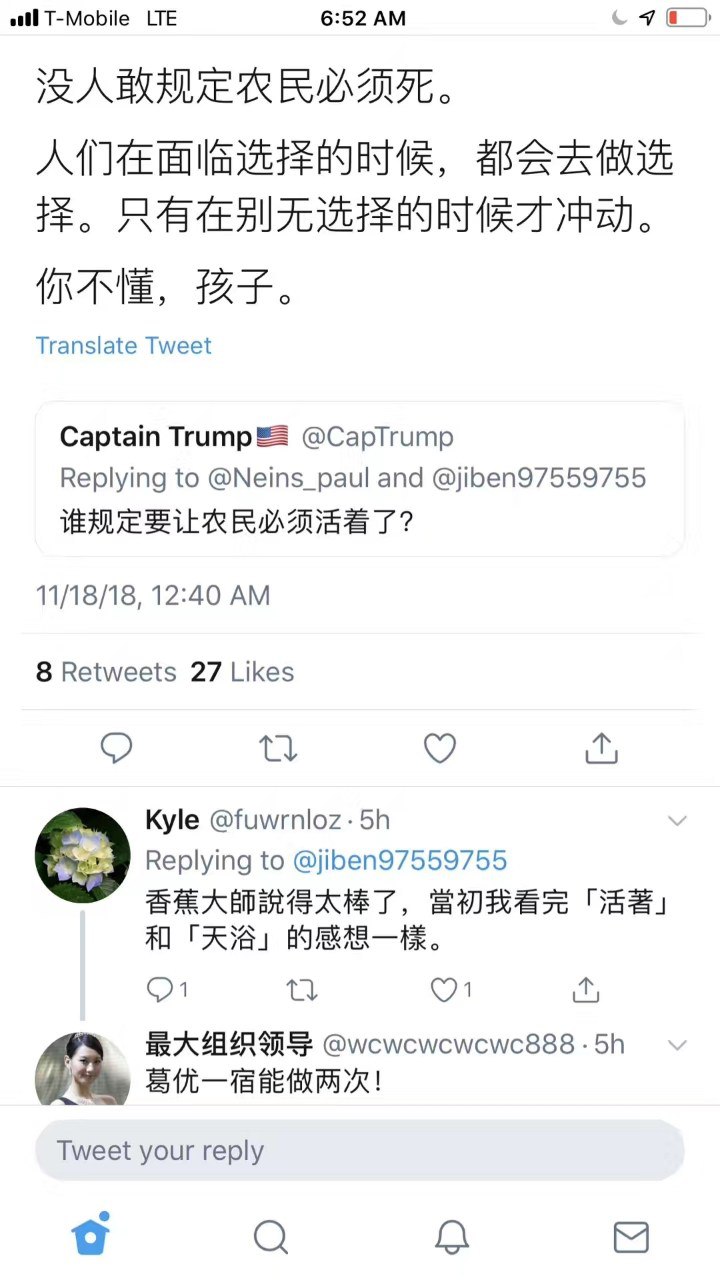 T-Mobile LTE 6:52 AM
没人敢规定农民必须死。
人们在面临选择的时候，都会去做选
择。只有在别无选择的时候才冲动。
你不懂，孩子。
Translate Tweet
Captain Trump🇺🇸 @CapTrump
Replying to @Neins_paul and @jiben97559755
谁规定要让农民必须活着了?
11/18/18, 12:40 AM
8 Retweets 27 Likes
Kyle @fuwrnloz · 5h
Replying to @jiben97559755
香蕉大師說得太棒了，當初我看完「活著」
和「天浴」的感想一樣。
1 1
最大组织领导 @wcwcwcwcwc888 · 5h
葛优一宿能做两次！
Tweet your reply